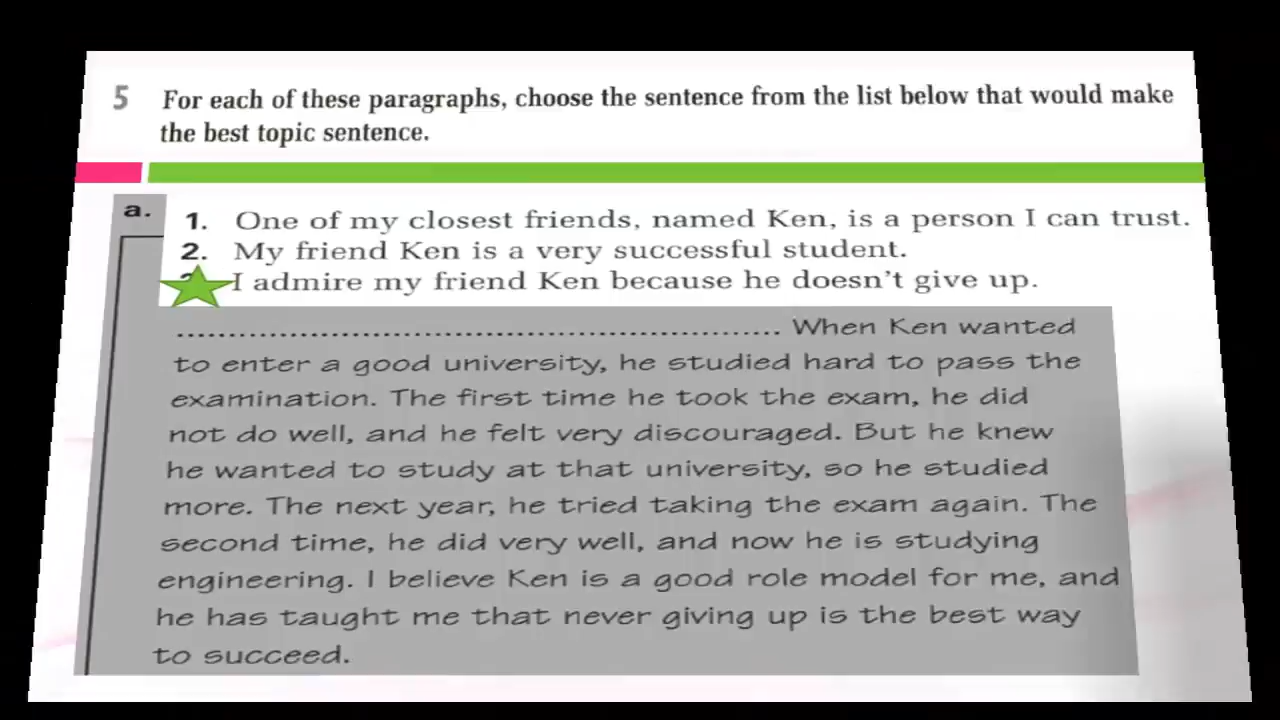 5 For each of these paragraphs, choose the sentence from the list below that would make
the best topic sentence.
a.
1. One of my closest friends, named Ken, is a person I can trust.
2. My friend Ken is a very successful student.
I admire my friend Ken because he doesn't give up.
............................................................ When Ken wanted
to enter a good university, he studied hard to pass the
examination. The first time he took the exam, he did
not do well, and he felt very discouraged. But he knew
he wanted to study at that university, so he studied
more. The next year, he tried taking the exam again. The
second time, he did very well, and now he is studying
engineering. I believe Ken is a good role model for me, and
he has taught me that never giving up is the best way
to succeed.